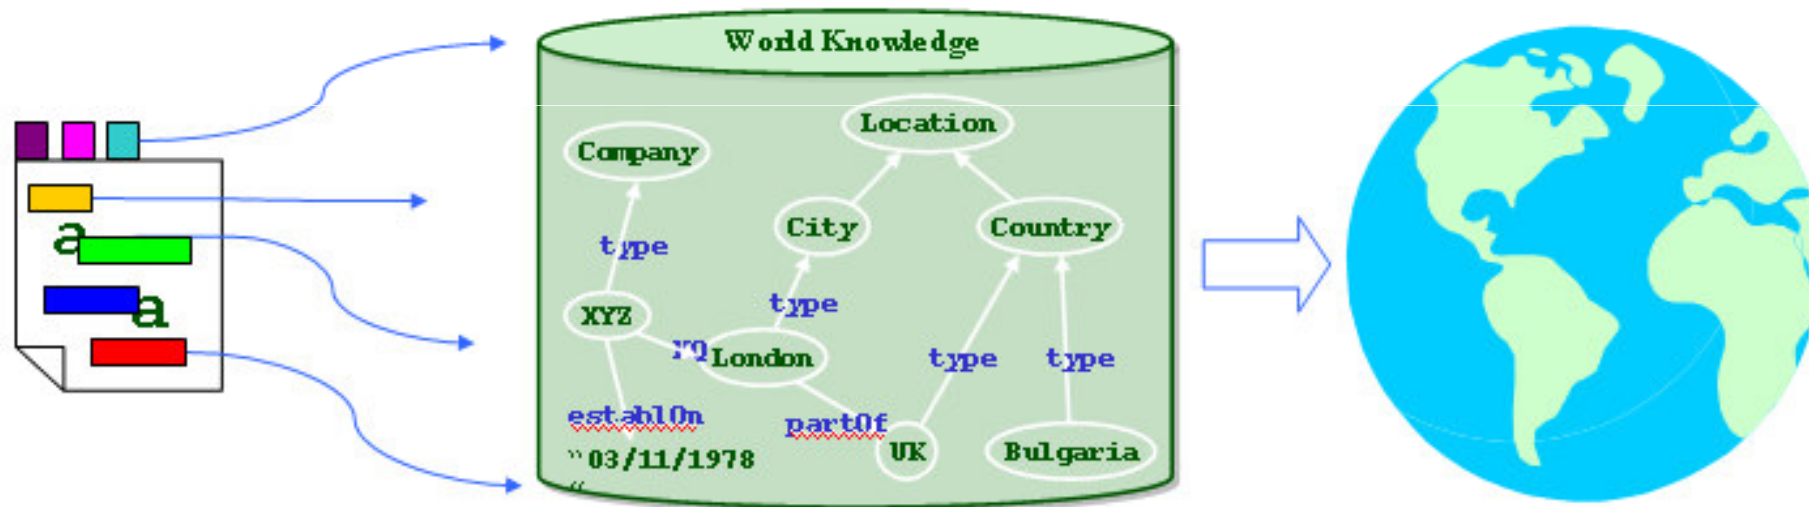 World Knowledge
Location
Company
City
Country
type
a
XYZ
type
a
London
type
type
establOn
partOf
UK
Bulgaria
"03/11/1978
"